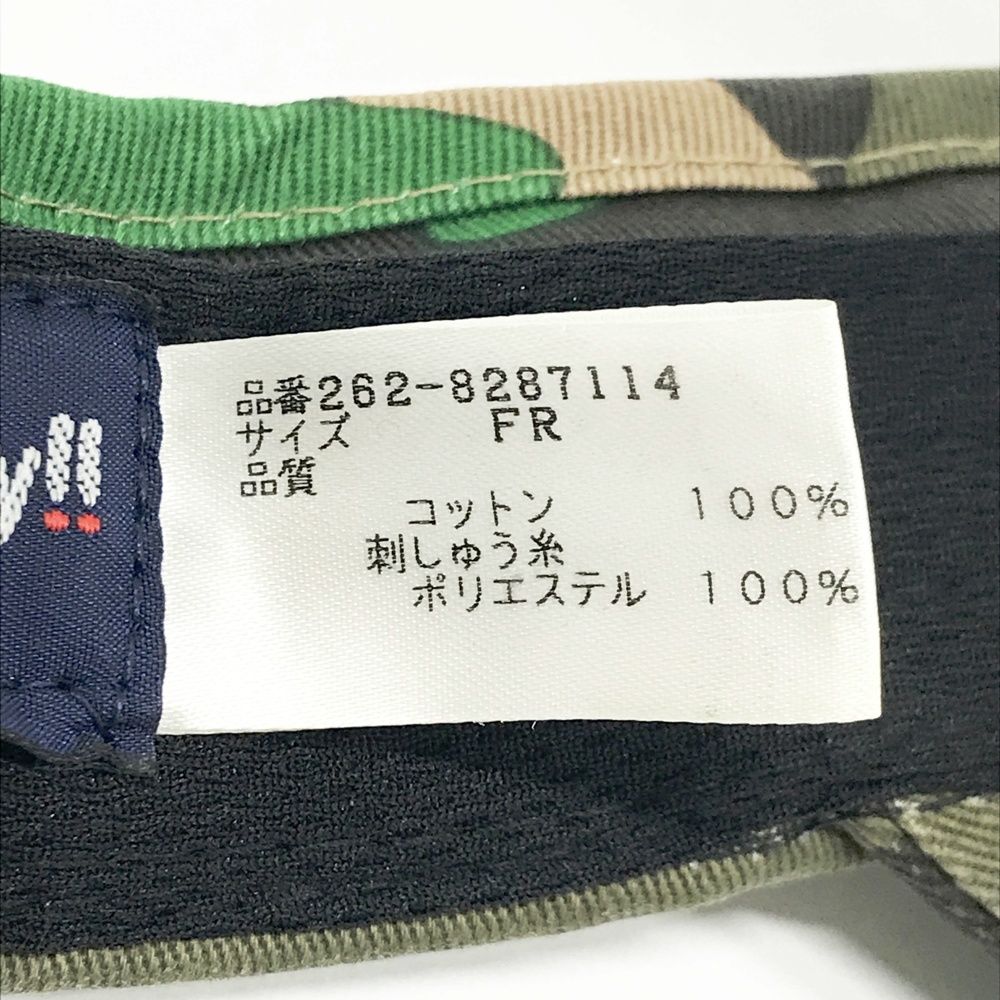 品番262-8287114
サイズ FR
品質
コットン 100%
刺しゅう糸
ポリエステル 100%
!!